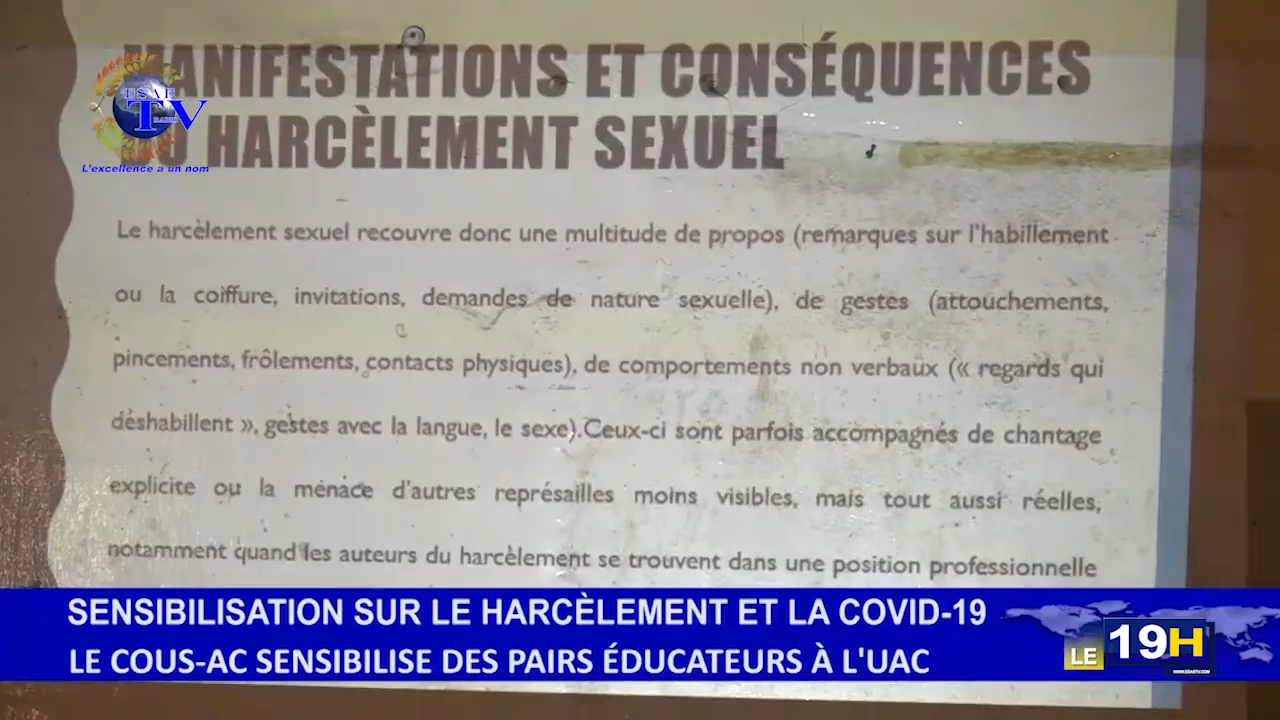 MANIFESTATIONS ET CONSÉQUENCES
DU HARCÈLEMENT SEXUEL
ESAE
TV
RADIO
L'excellence a un nom
Le harcèlement sexuel recouvre donc une multitude de propos (remarques sur l'habillement
ou la coiffure, invitations, demandes de nature sexuelle), de gestes (attouchements,
pincements, frôlements, contacts physiques), de comportements non verbaux (« regards qui
déshabillent », gestes avec la langue, le sexe).Ceux-ci sont parfois accompagnés de chantage
explicite ou la menace d'autres représailles moins visibles, mais tout aussi réelles,
notamment quand les auteurs du harcèlement se trouvent dans une position professionnelle
SENSIBILISATION SUR LE HARCÈLEMENT ET LA COVID-19
LE COUS-AC SENSIBILISE DES PAIRS ÉDUCATEURS À L'UAC
LE 19H
WWW.ESAETV.COM